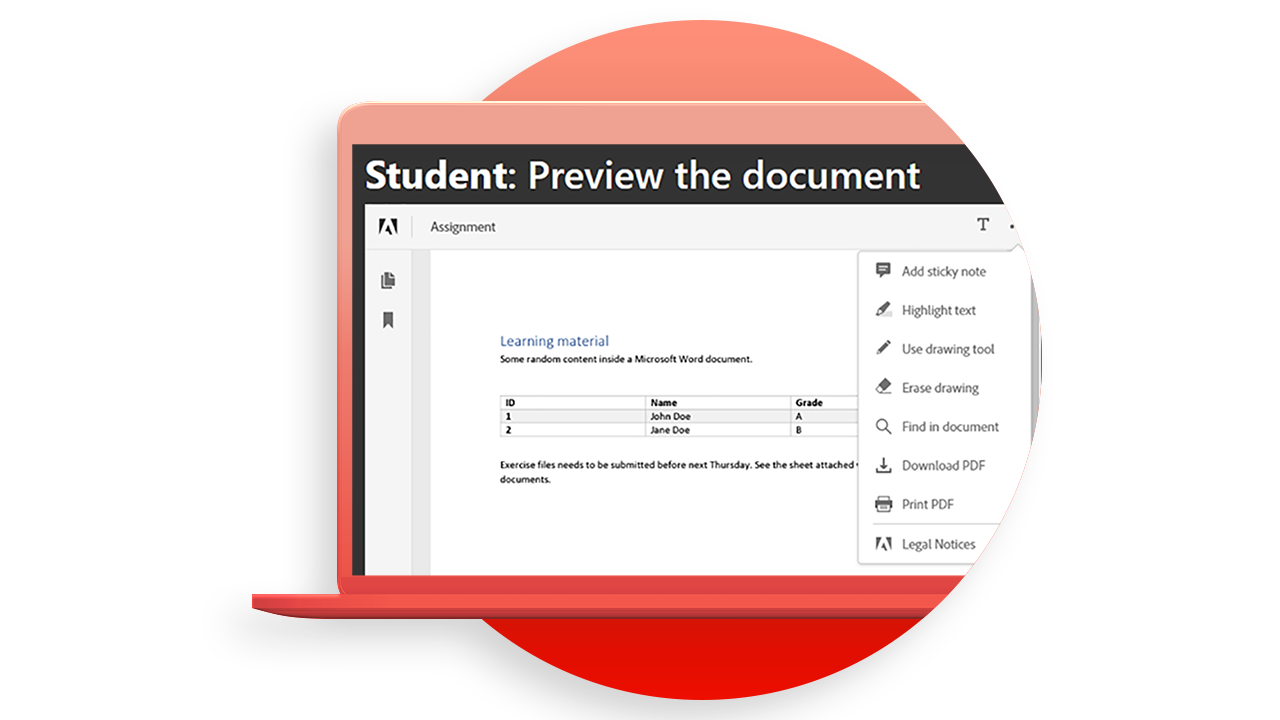 Student: Preview the document
Assignment
T
Add sticky note
Highlight text
Use drawing tool
Erase drawing
Find in document
Download PDF
Print PDF
Legal Notices
Learning material
Some random content inside a Microsoft Word document.
ID Name Grade
1 John Doe A
2 Jane Doe B
Exercise files needs to be submitted before next Thursday. See the sheet attached
documents.